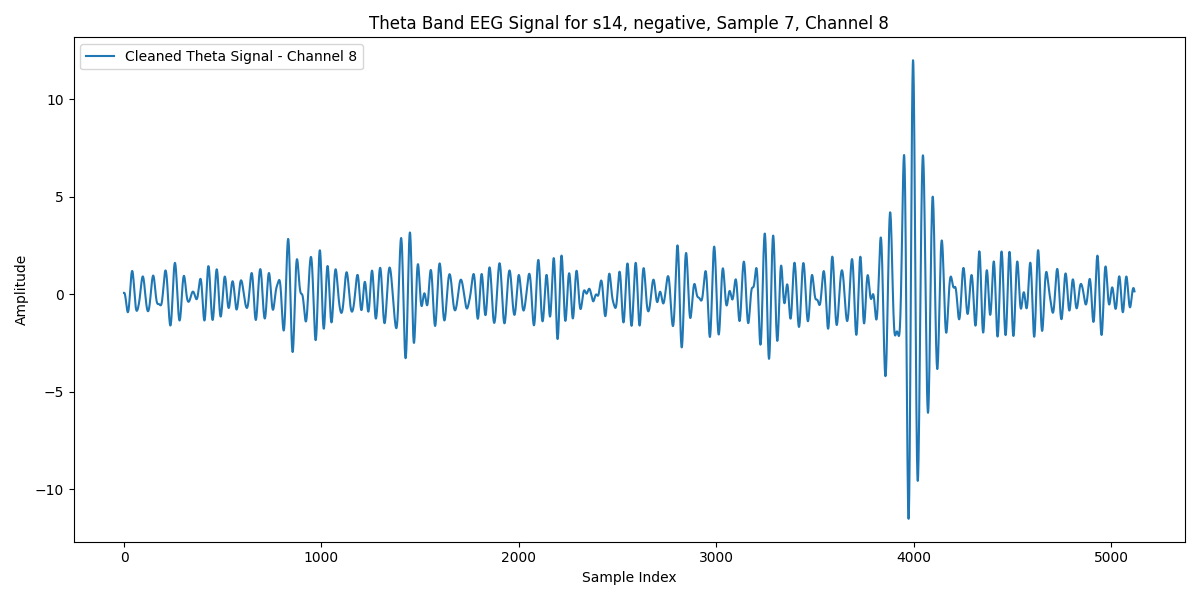 Theta Band EEG Signal for s14, negative, Sample 7, Channel 8
Cleaned Theta Signal - Channel 8
Amplitude
10
5
0
−5
−10
0 1000 2000 3000 4000 5000
Sample Index